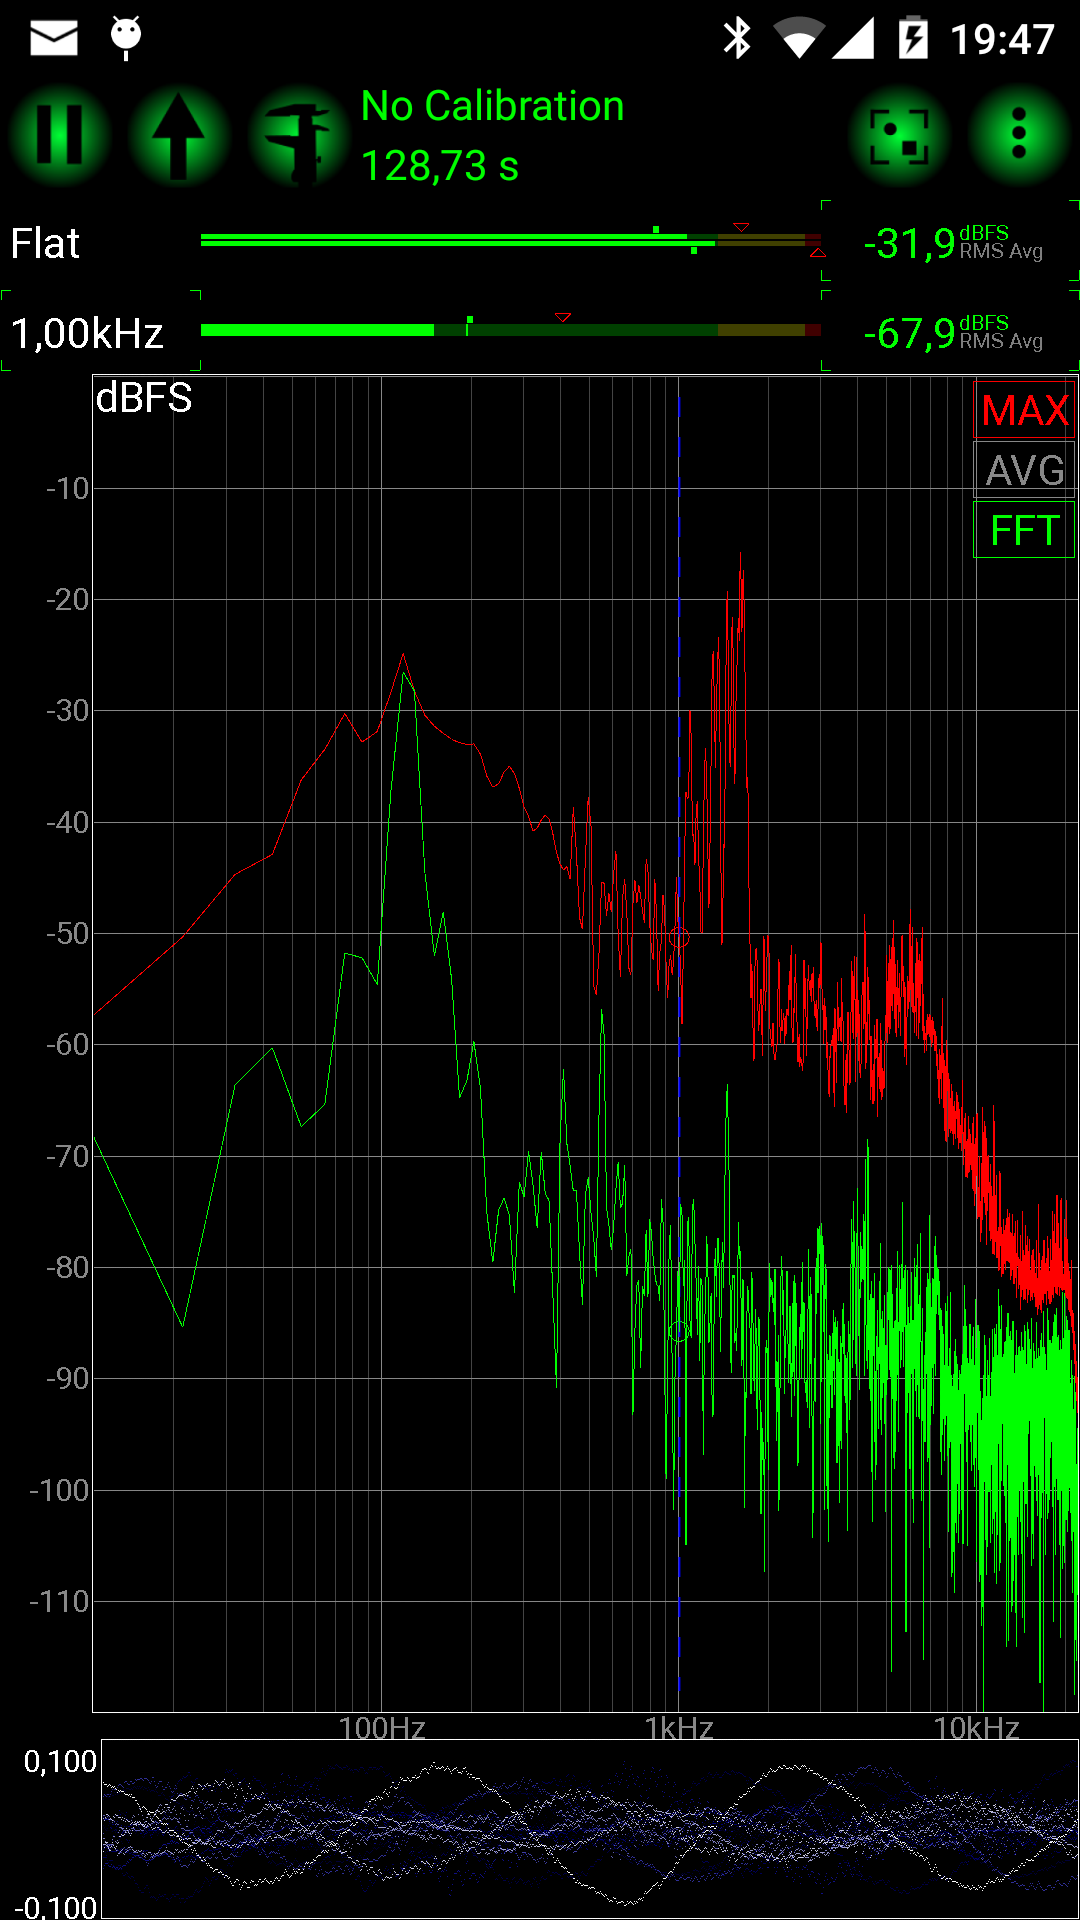 19:47
No Calibration
128,73 s
Flat
-31,9 dBFS
RMS Avg
1,00kHz
-67,9 dBFS
RMS Avg
dBFS
MAX
AVG
FFT
-10
-20
-30
-40
-50
-60
-70
-80
-90
-100
-110
100Hz 1kHz 10kHz
0,100
-0,100